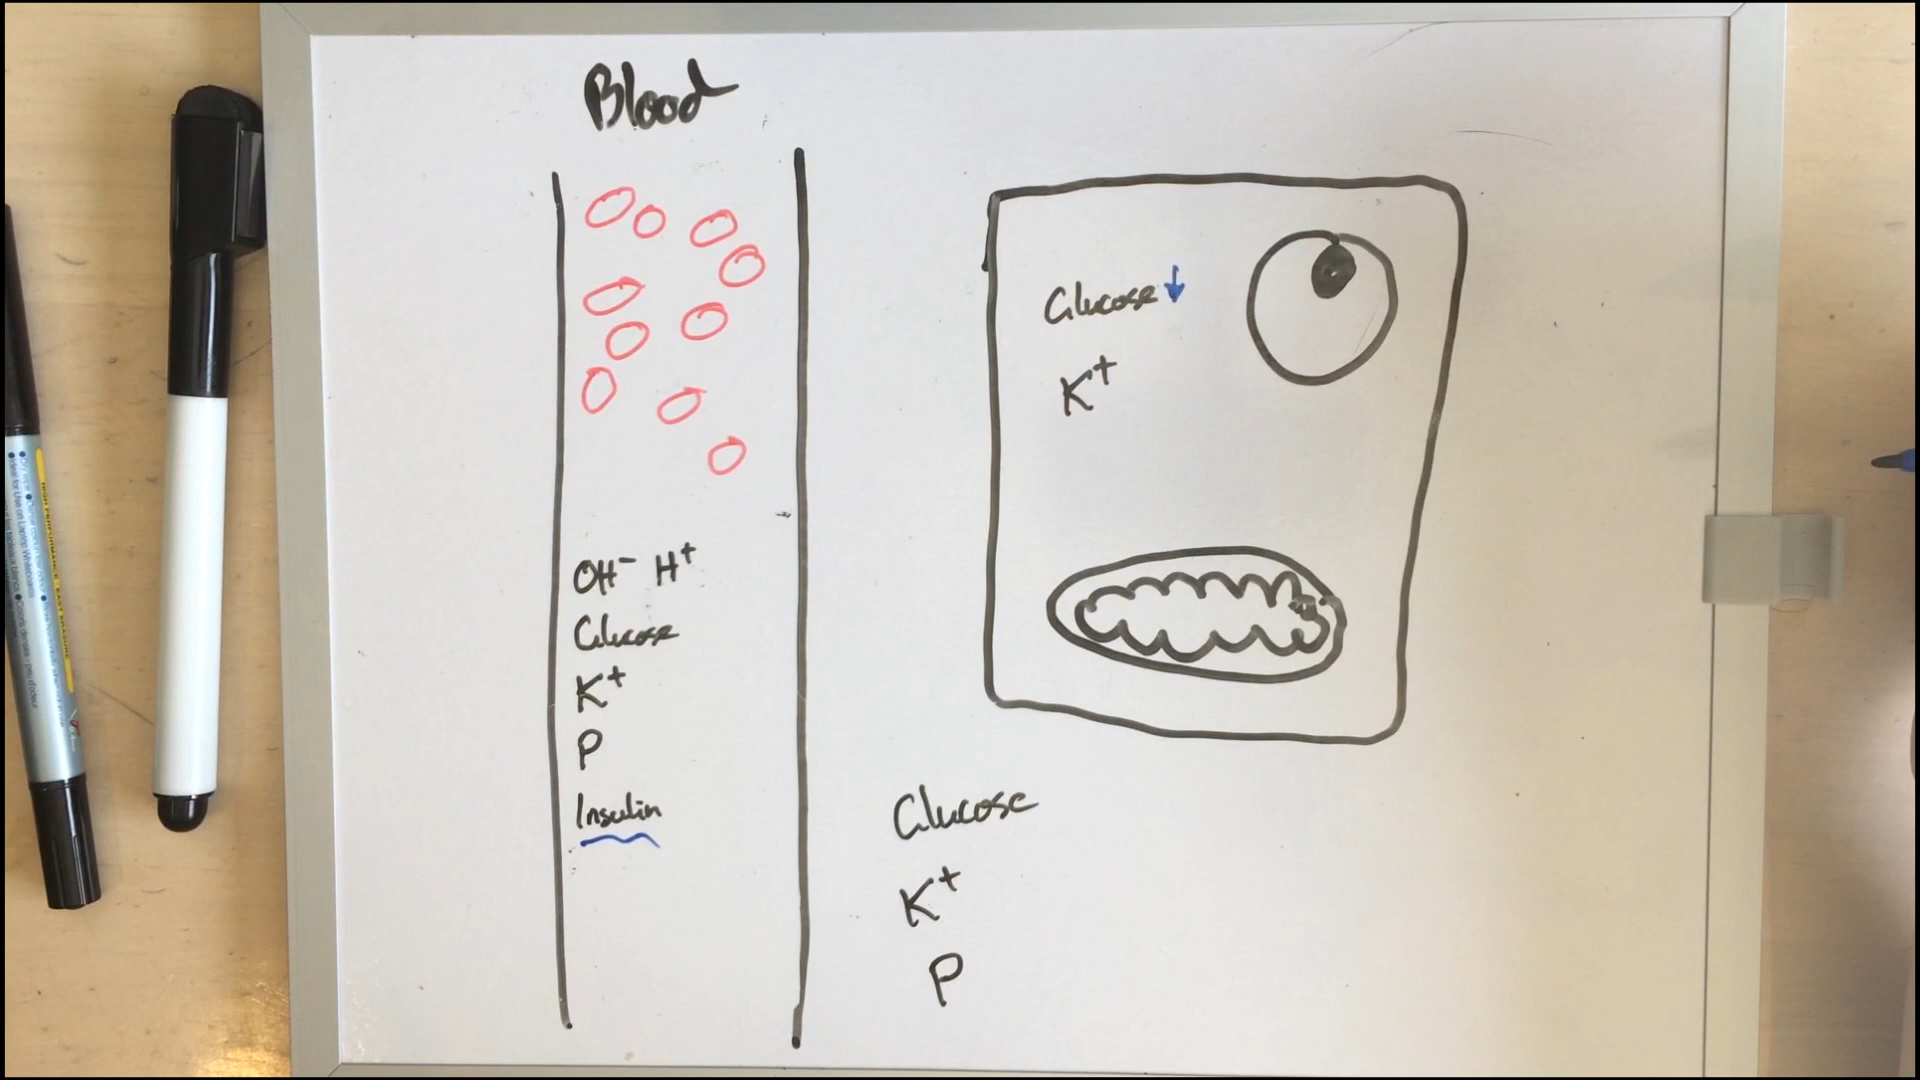 Blood
OH⁻ H⁺
Glucose
K⁺
P
Insulin
Glucose ↓
K⁺
Glucose
K⁺
P